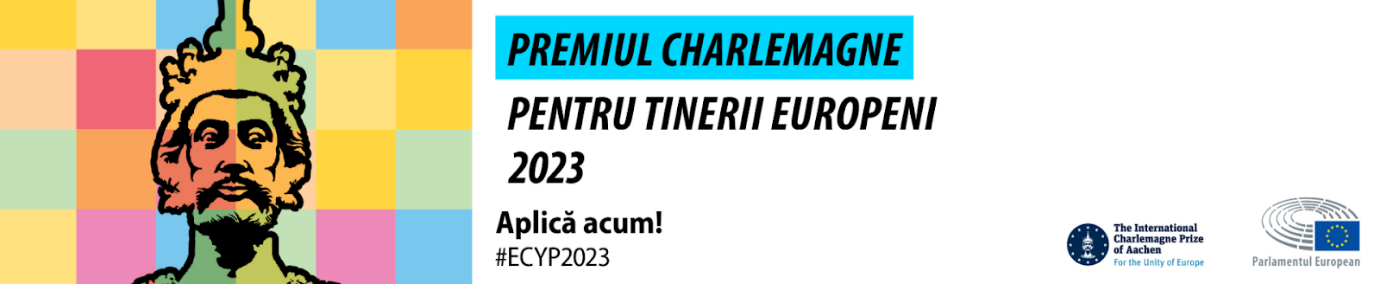 PREMIUL CHARLEMAGNE
PENTRU TINERII EUROPENI
2023
Aplică acum!
#ECYP2023
The International
Charlemagne Prize
of Aachen
For the Unity of Europe
Parlamentul European